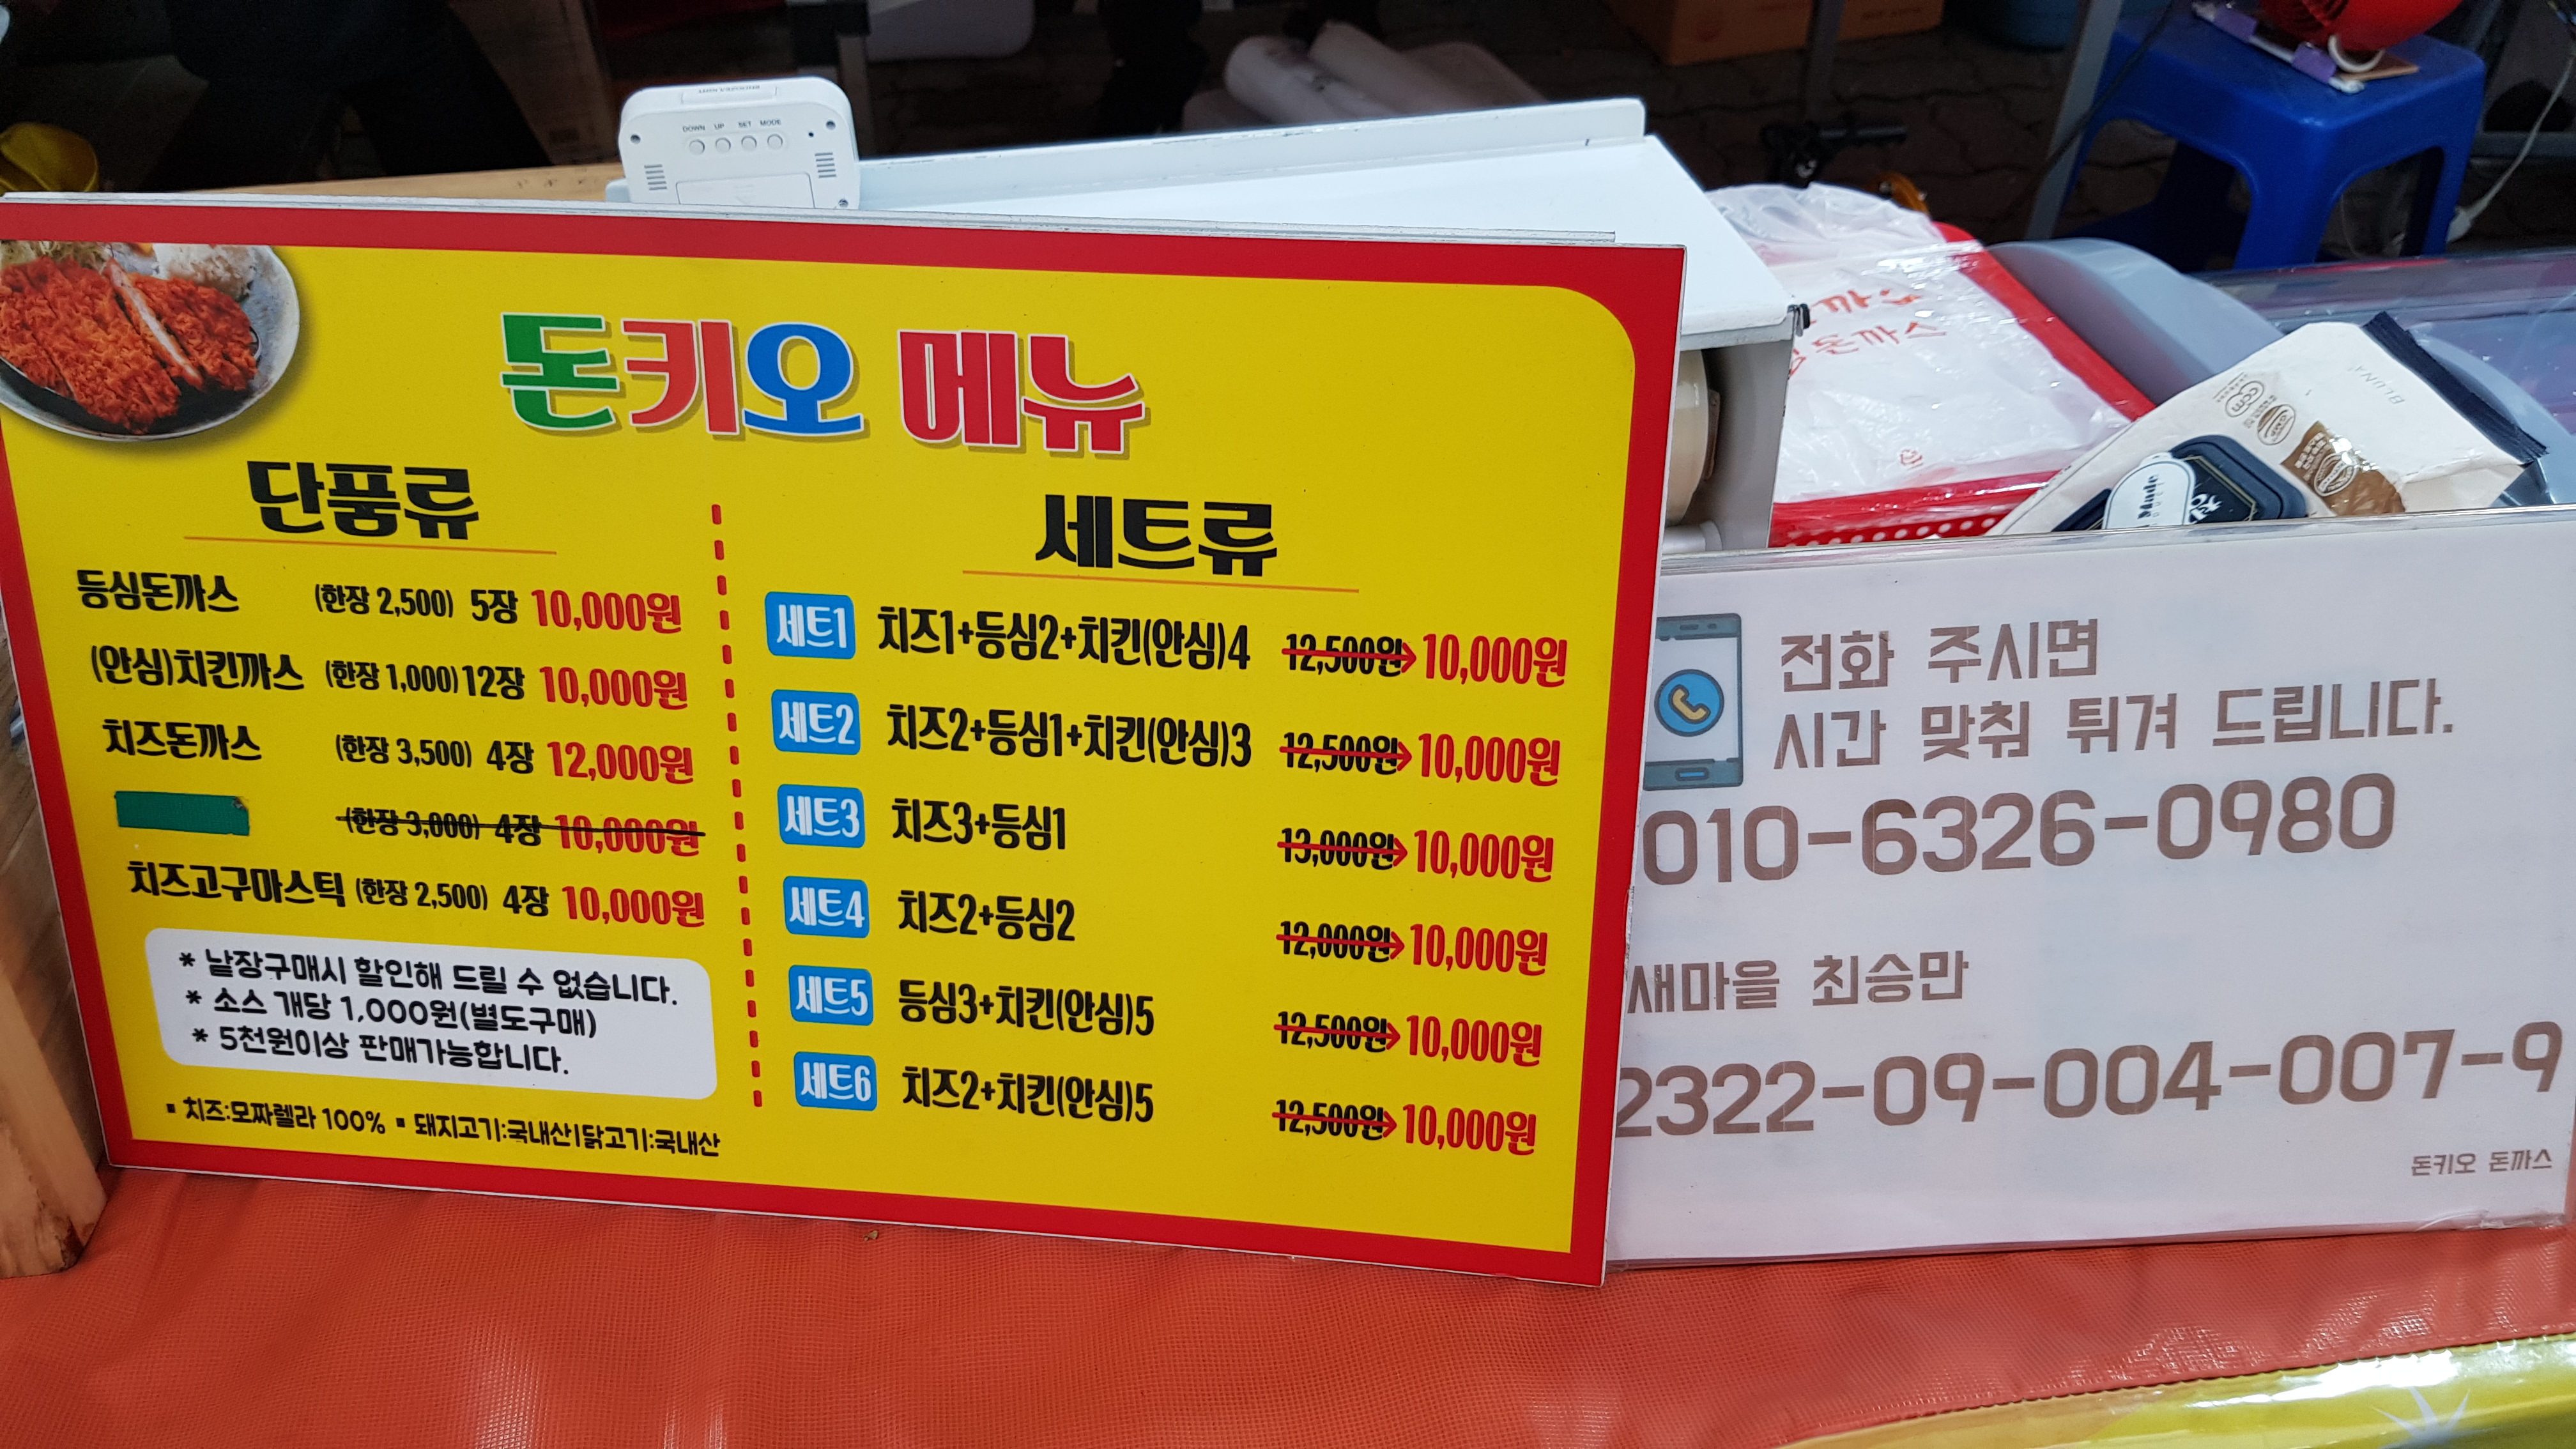 DOWN UP SET MODE
돈키오 메뉴
단품류
등심돈까스 (한장 2,500) 5장 10,000원
(안심)치킨까스 (한장 1,000) 12장 10,000원
치즈돈까스 (한장 3,500) 4장 12,000원
(한장 3,000) 4장 10,000원
치즈고구마스틱 (한장 2,500) 4장 10,000원
* 낱장구매시 할인해 드릴 수 없습니다.
* 소스 개당 1,000원(별도구매)
* 5천원이상 판매가능합니다.
▪ 치즈:모짜렐라 100% ▪ 돼지고기:국내산|닭고기:국내산
세트류
세트1 치즈1+등심2+치킨(안심)4 12,500원→10,000원
세트2 치즈2+등심1+치킨(안심)3 12,500원→10,000원
세트3 치즈3+등심1 13,000원→10,000원
세트4 치즈2+등심2 12,000원→10,000원
세트5 등심3+치킨(안심)5 12,500원→10,000원
세트6 치즈2+치킨(안심)5 12,500원→10,000원
돈까스
BLUNA
ccm
Made
전화 주시면
시간 맞춰 튀겨 드립니다.
010-6326-0980
새마을 최승만
2322-09-004-007-9
돈키오 돈까스